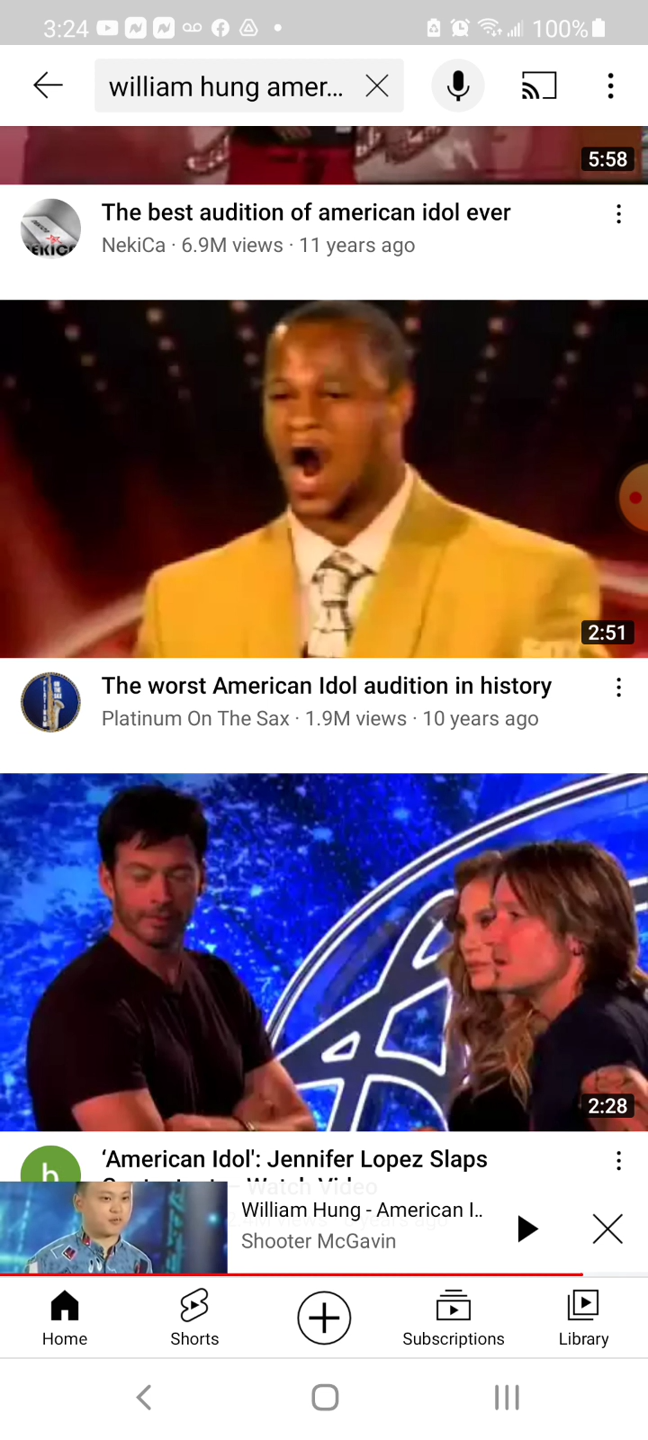 3:24
100%
william hung amer...
5:58
The best audition of american idol ever
NekiCa · 6.9M views · 11 years ago
2:51
The worst American Idol audition in history
Platinum On The Sax · 1.9M views · 10 years ago
2:28
b
‘American Idol': Jennifer Lopez Slaps
– Watch Video
William Hung - American I..
Shooter McGavin
Home
Shorts
Subscriptions
Library